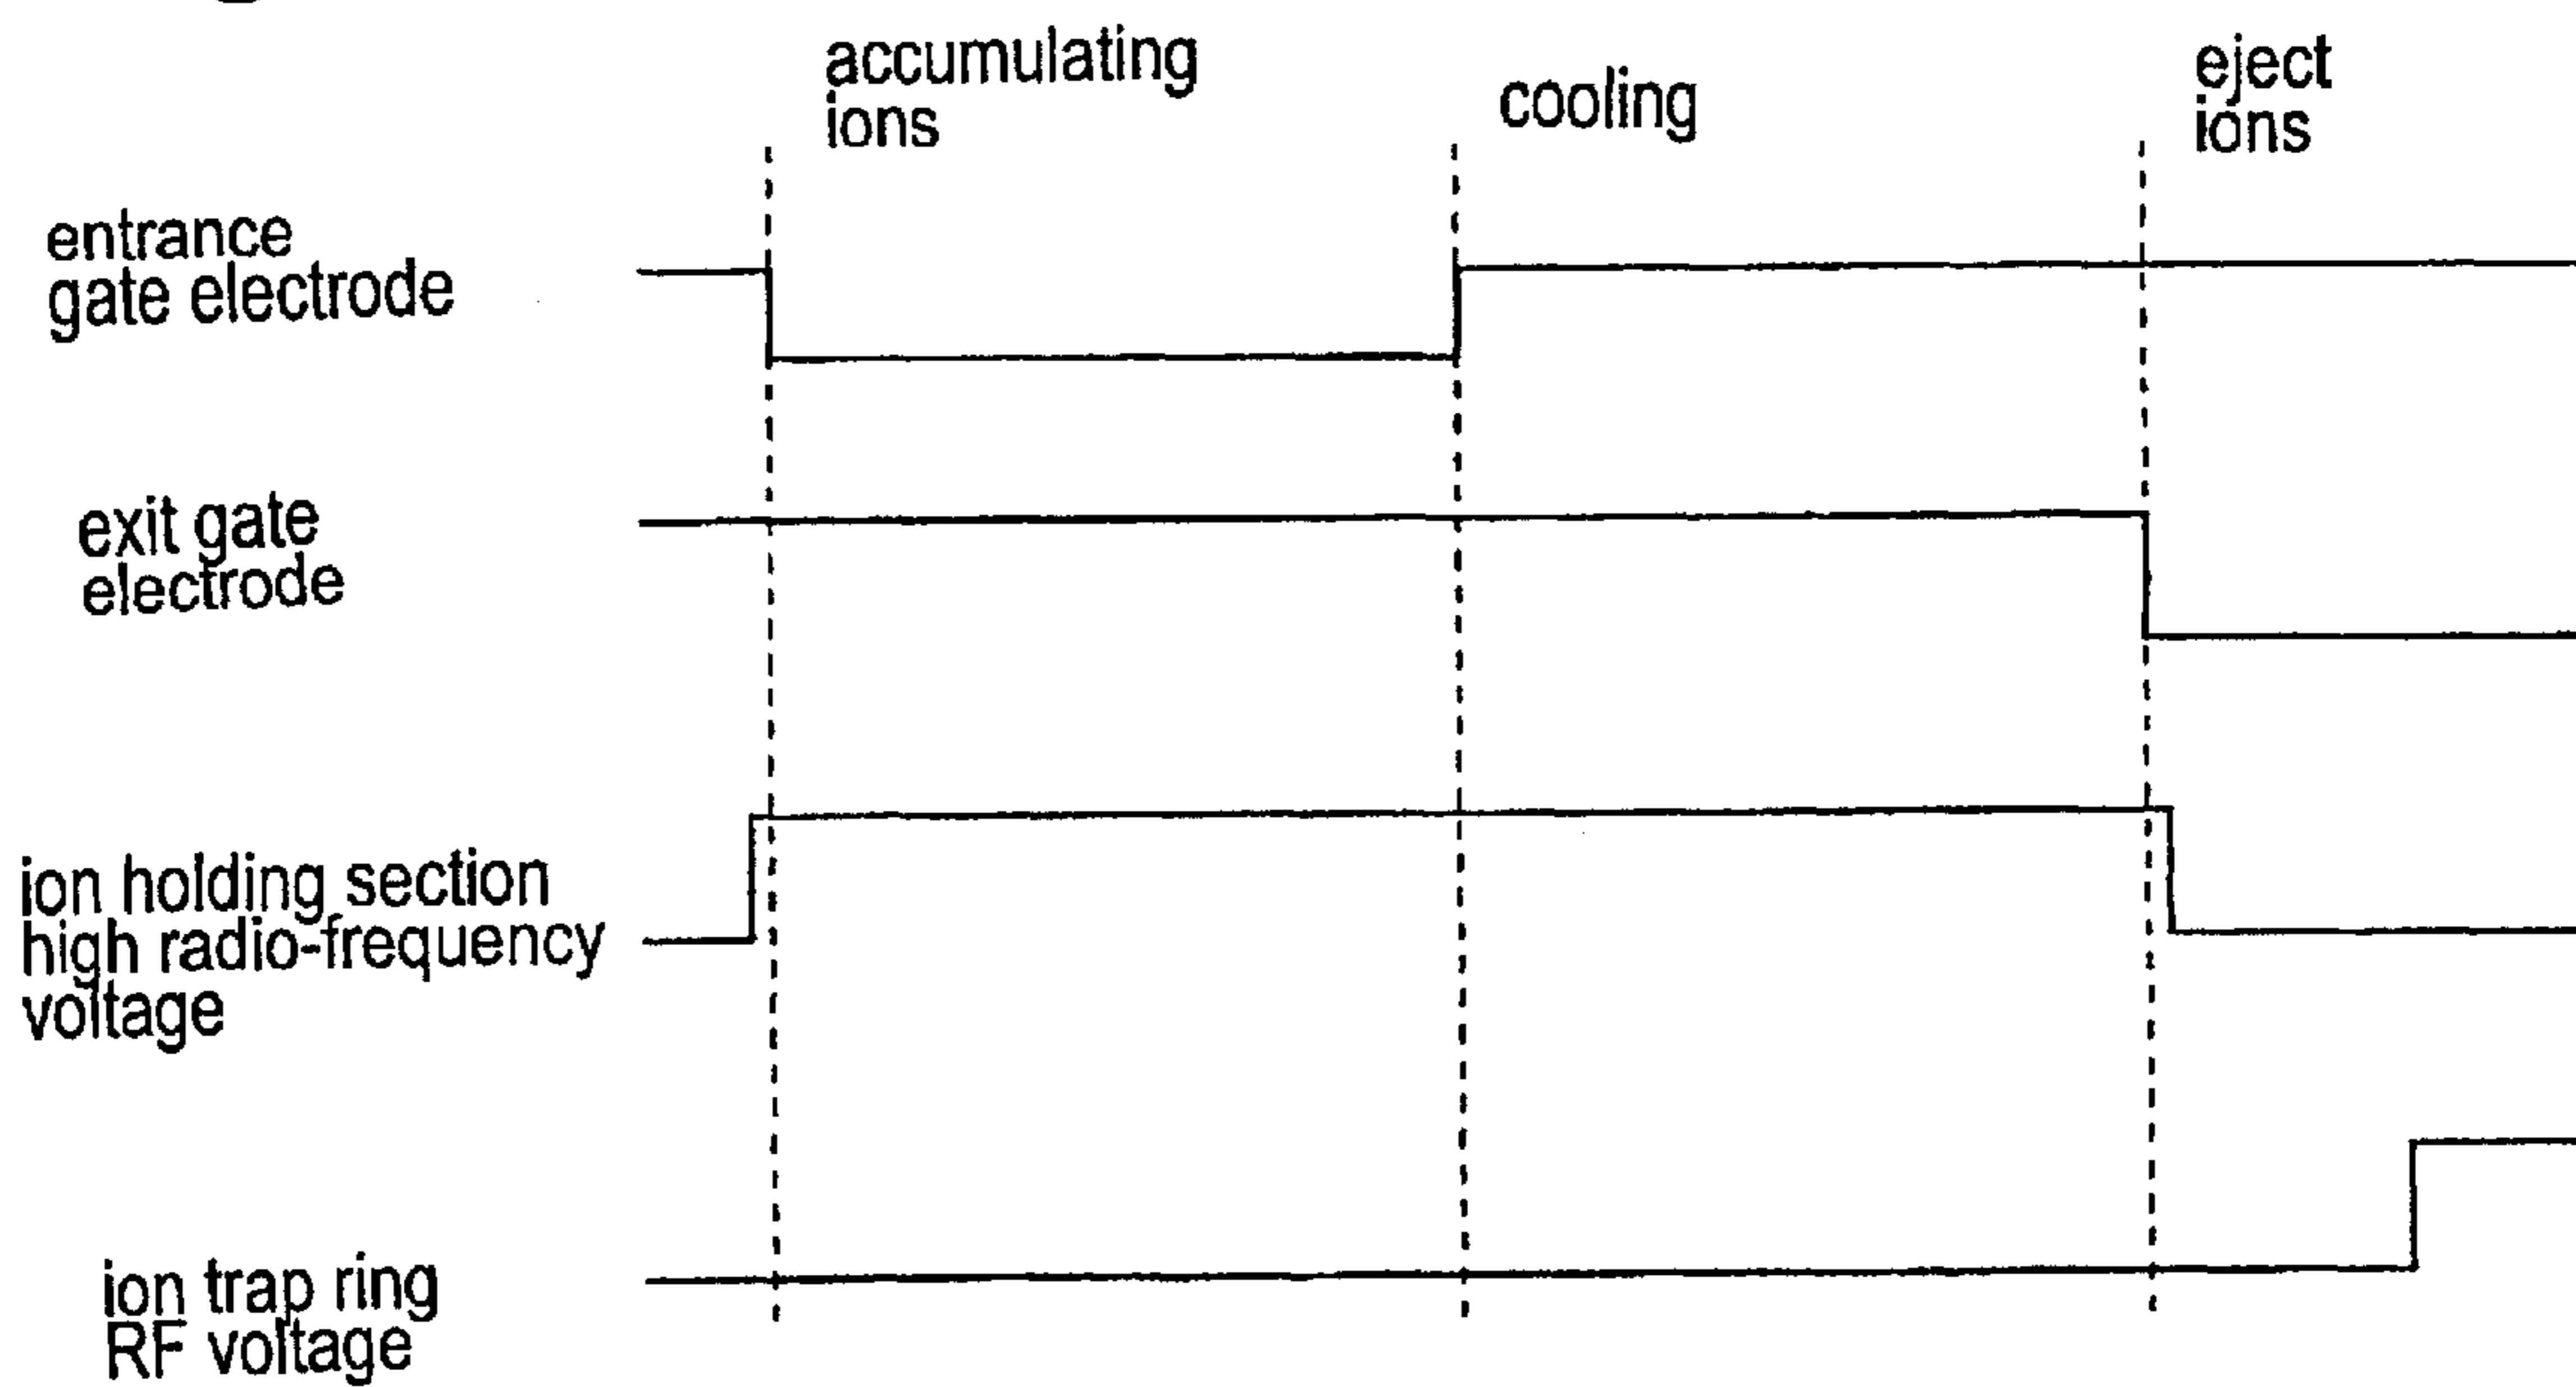 accumulating
ions
cooling
eject
ions
entrance
gate electrode
exit gate
electrode
ion holding section
high radio-frequency
voltage
ion trap ring
RF voltage